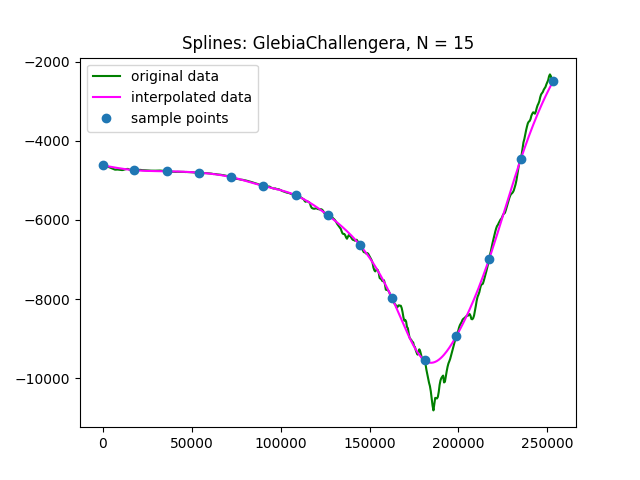 Splines: GlebiaChallengera, N = 15
original data
interpolated data
sample points
−2000
−4000
−6000
−8000
−10000
0
50000
100000
150000
200000
250000